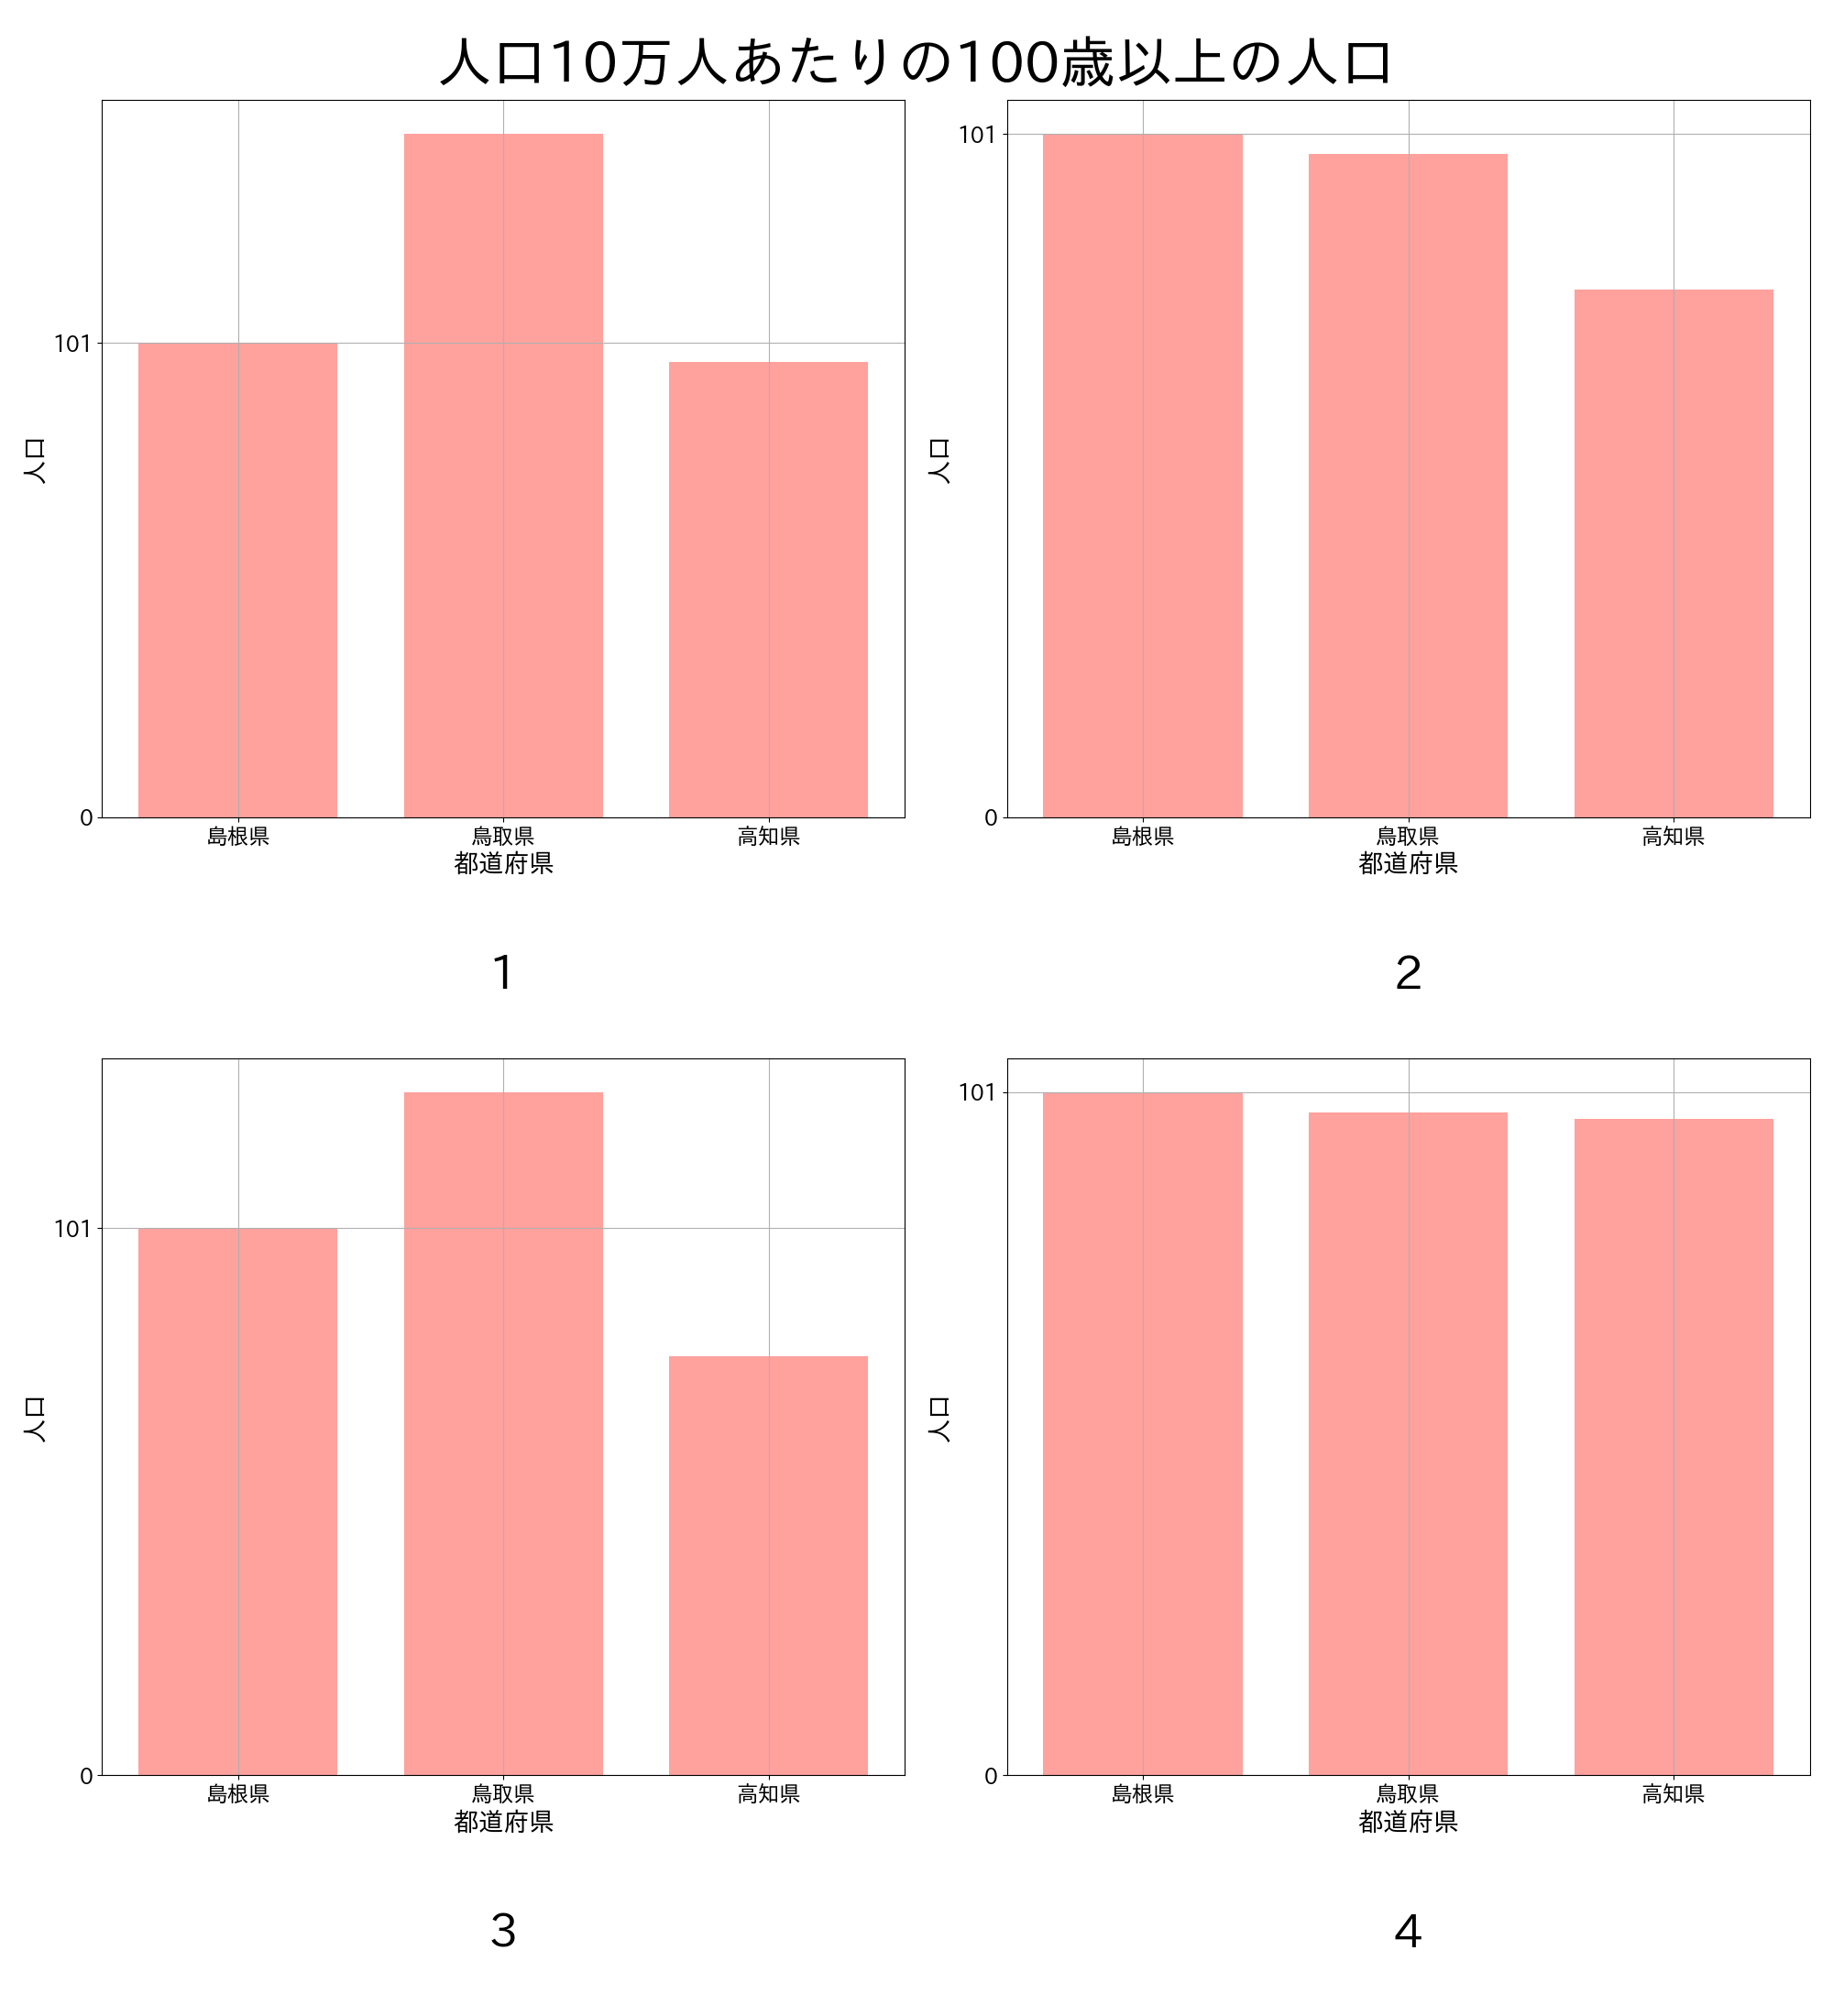 人口10万人あたりの100歳以上の人口
101
人口
0
島根県 鳥取県 高知県
都道府県
1
101
人口
0
島根県 鳥取県 高知県
都道府県
2
101
人口
0
島根県 鳥取県 高知県
都道府県
3
101
人口
0
島根県 鳥取県 高知県
都道府県
4